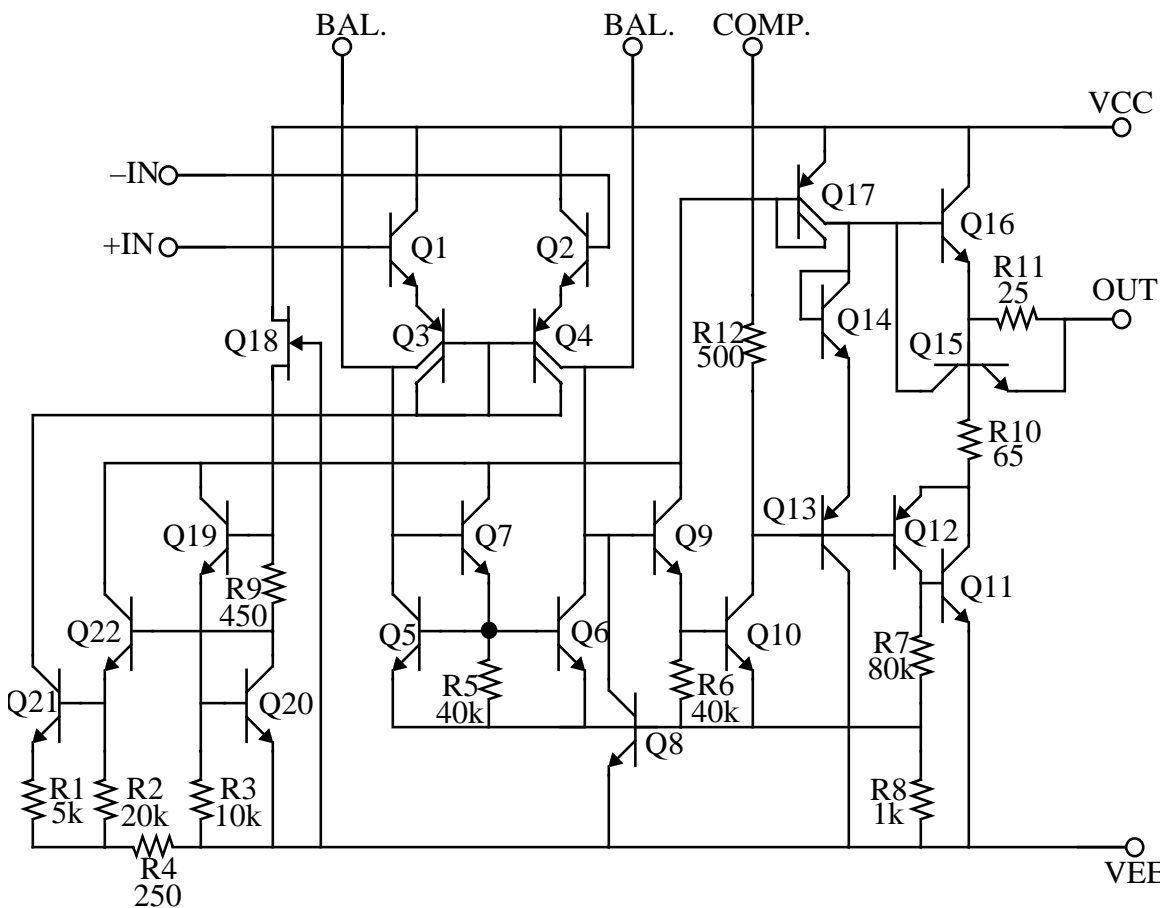 BAL.
BAL.
COMP.
VCC
–IN
+IN
Q1
Q2
Q17
Q16
R11
25
OUT
Q18
Q3
Q4
R12
500
Q14
Q15
R10
65
Q19
Q7
Q9
Q13
Q12
R9
450
Q22
Q5
Q6
Q10
Q11
R7
80k
Q21
Q20
R5
40k
R6
40k
Q8
R1
5k
R2
20k
R3
10k
R8
1k
R4
250
VEE